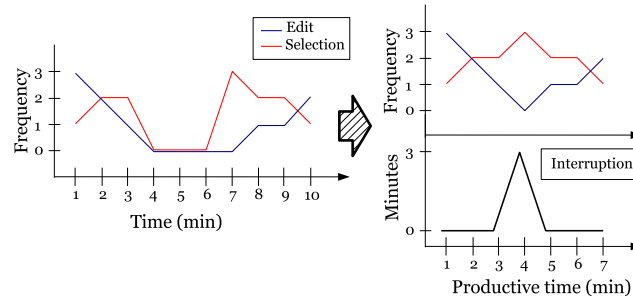 Edit
Selection
Frequency
3
2
1
0
1 2 3 4 5 6 7 8 9 10
Time (min)
Frequency
3
2
1
0
Minutes
3
0
Interruption
1 2 3 4 5 6 7
Productive time (min)